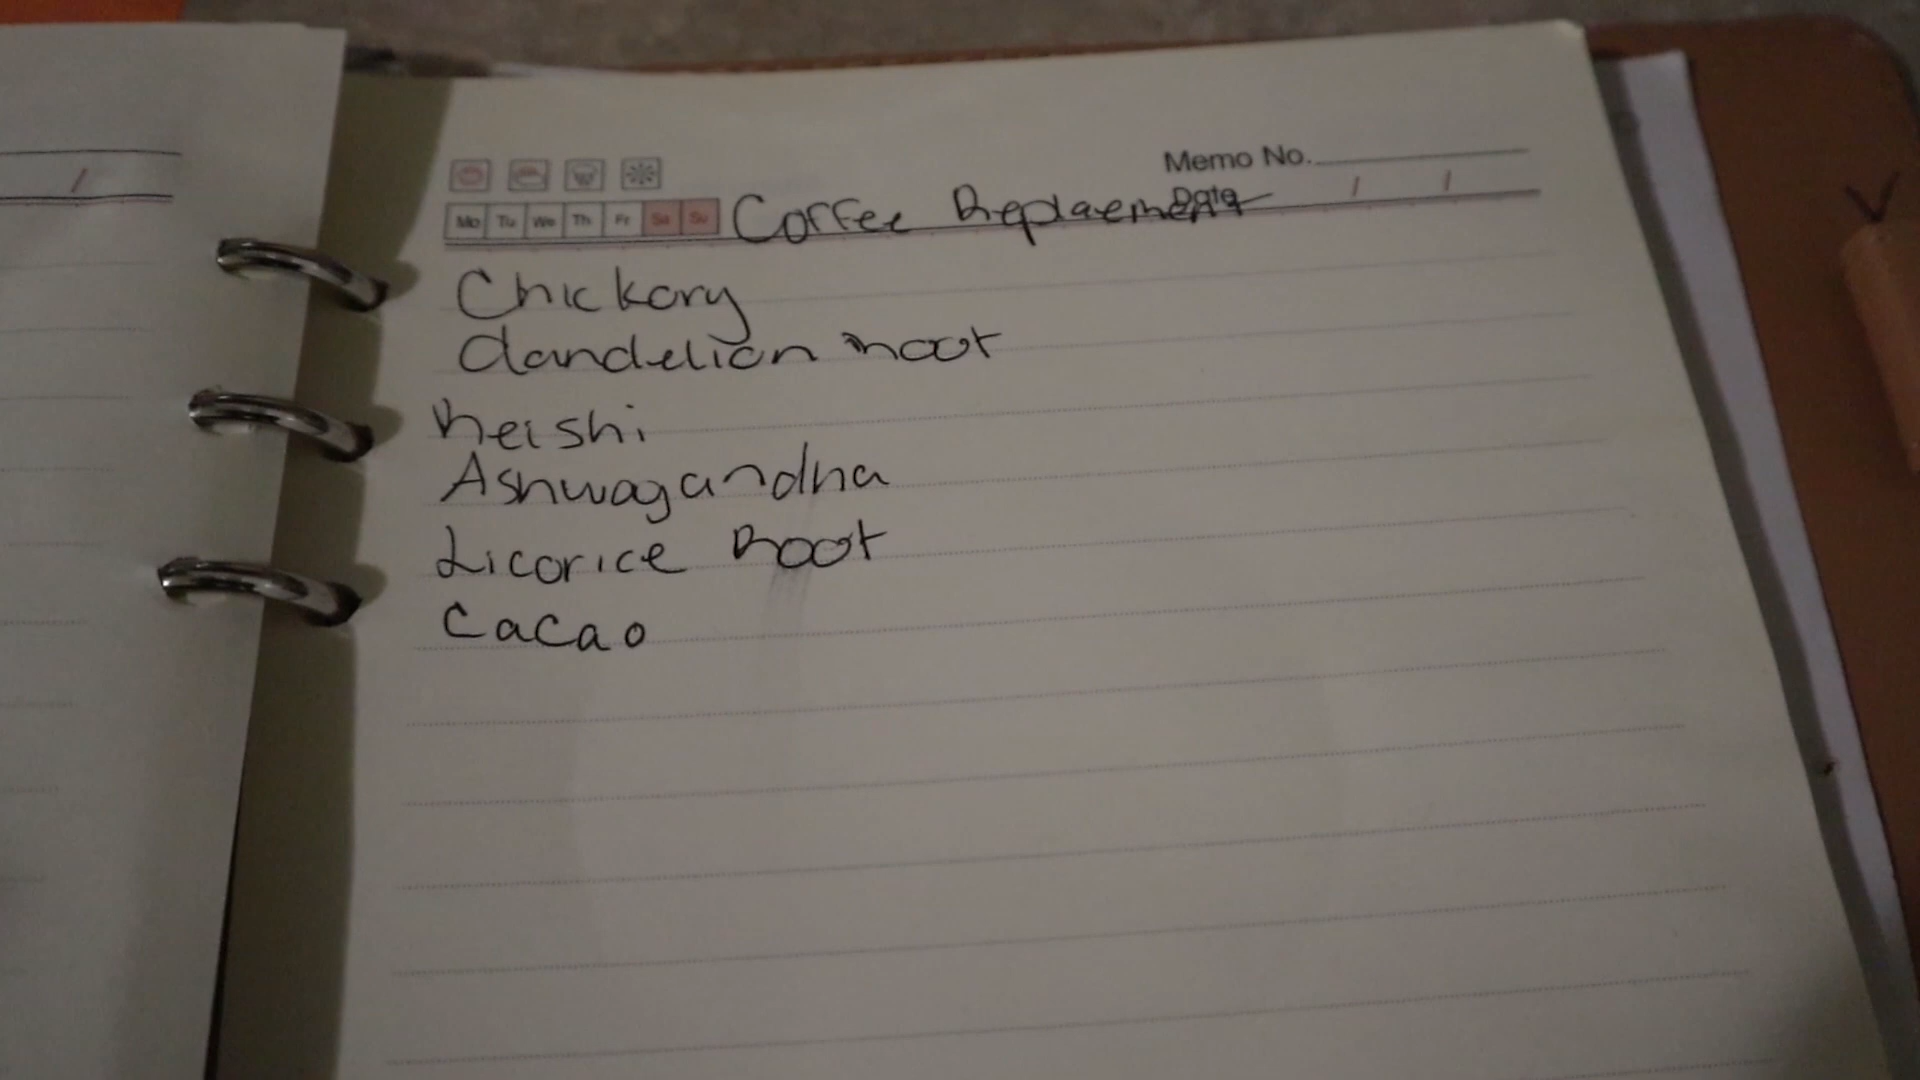 Memo No.
Mo Tu We Th Fr Sa Su Coffee Replaement Date / /
Chickory
dandelion root
Reishi
Ashwagandha
Licorice Root
Cacao